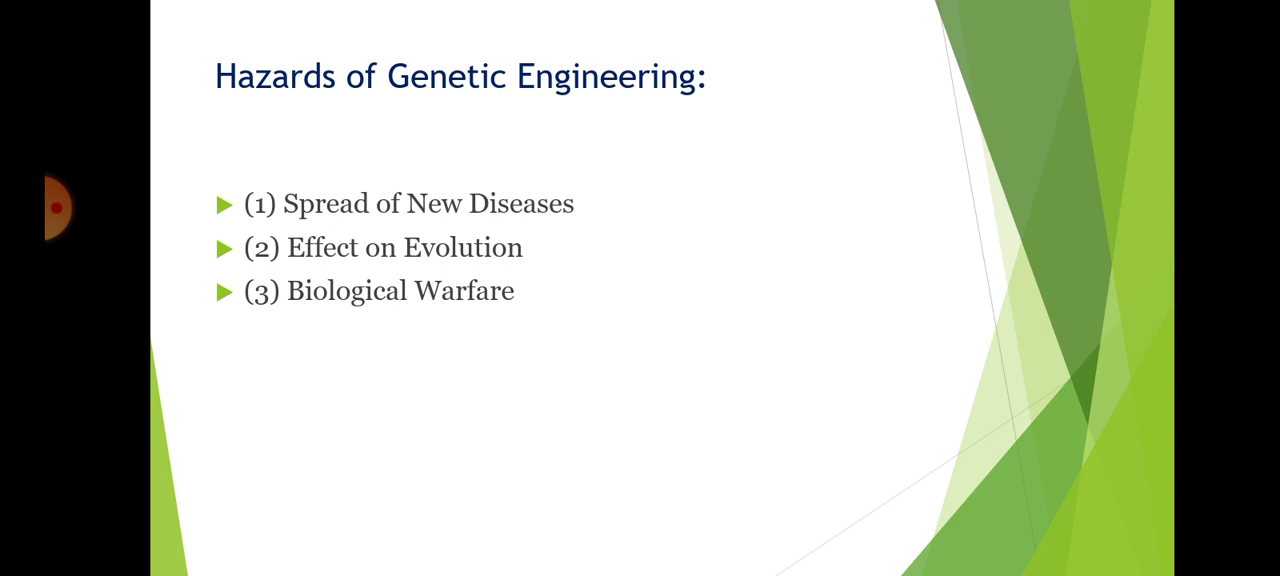 Hazards of Genetic Engineering:
(1) Spread of New Diseases
(2) Effect on Evolution
(3) Biological Warfare